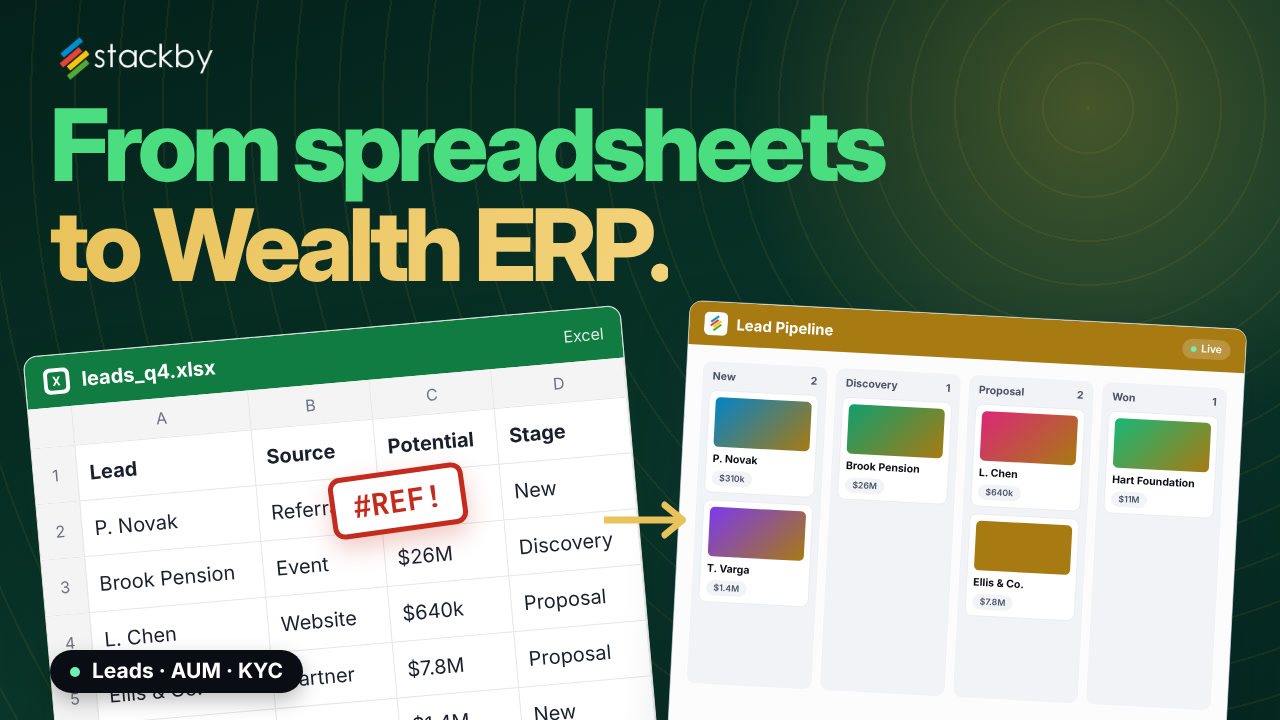 stackby
From spreadsheets
to Wealth ERP.
X leads_q4.xlsx Excel
A B C D
1 Lead Source Potential Stage
2 P. Novak New
#REF!
3 Brook Pension Event $26M Discovery
4 L. Chen Website $640k Proposal
5 $7.8M Proposal
New
Leads · AUM · KYC
Lead Pipeline Live
New 2
P. Novak
$310k
T. Varga
$1.4M
Discovery 1
Brook Pension
$26M
Proposal 2
L. Chen
$640k
Ellis & Co.
$7.8M
Won 1
Hart Foundation
$11M